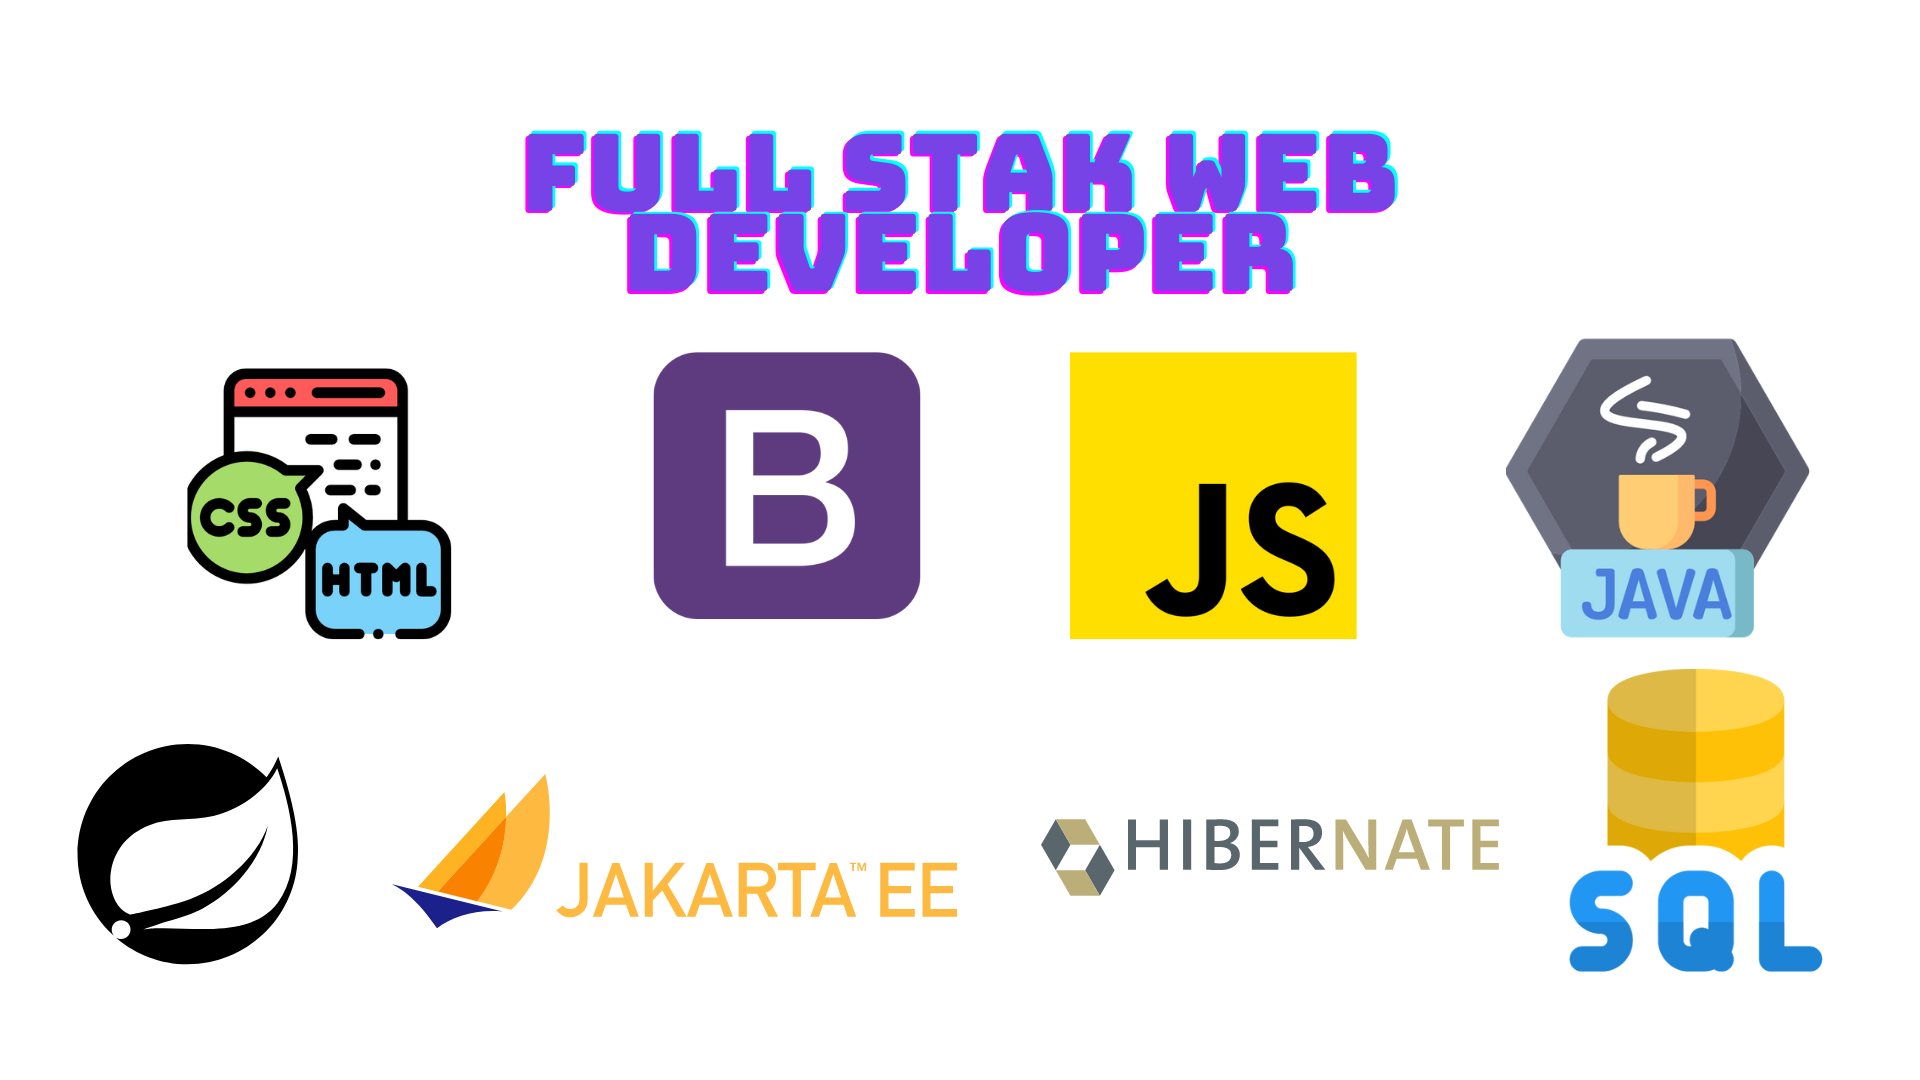 FULL STAK WEB
DEVELOPER
CSS
HTML
B
JS
JAVA
JAKARTA™ EE
HIBERNATE
SQL